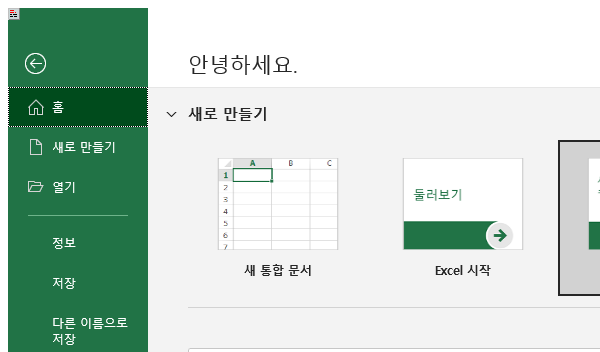 안녕하세요.
홈
새로 만들기
열기
정보
저장
다른 이름으로
저장
새로 만들기
A B C
1
2
3
4
5
6
7
새 통합 문서
둘러보기
Excel 시작